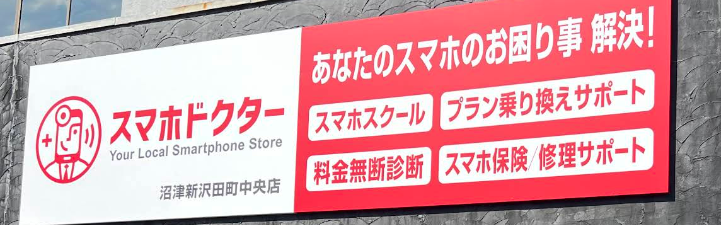 スマホドクター
Your Local Smartphone Store
沼津新沢田町中央店
あなたのスマホのお困り事 解決!
スマホスクール
プラン乗り換えサポート
料金無断診断
スマホ保険/修理サポート